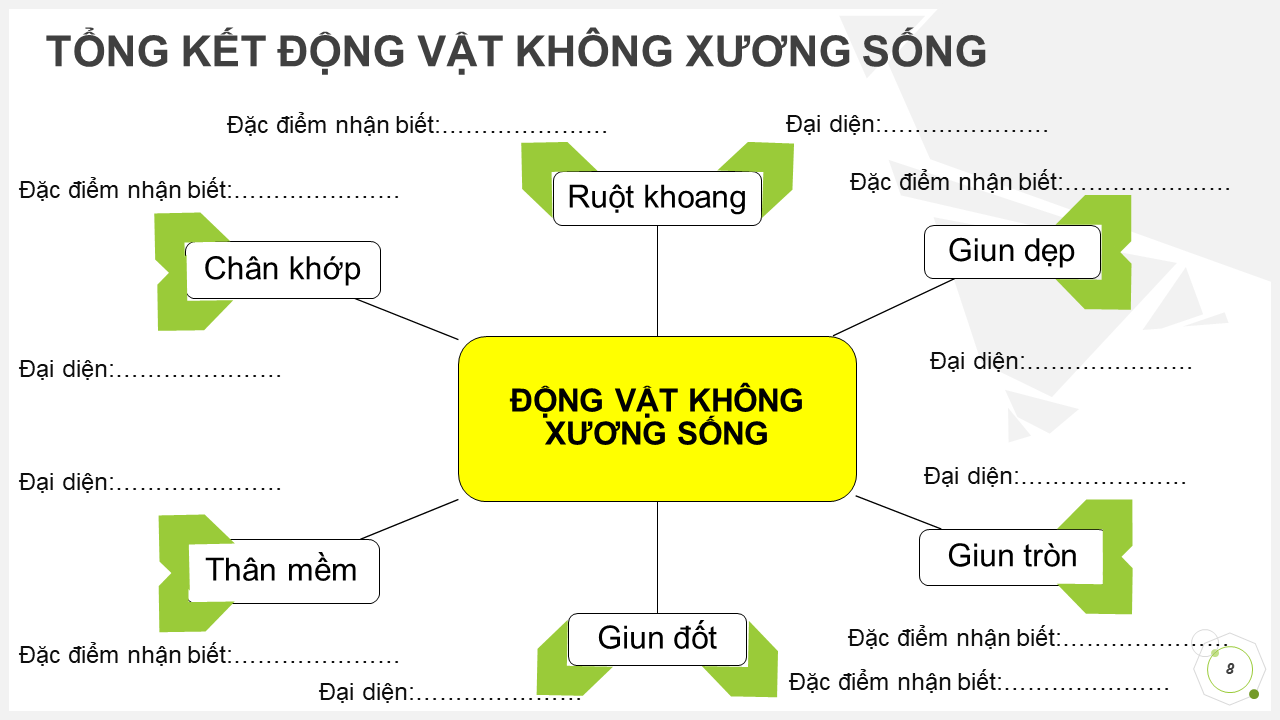 TỔNG KẾT ĐỘNG VẬT KHÔNG XƯƠNG SỐNG
Đặc điểm nhận biết:…………………
Đại diện:…………………
Đặc điểm nhận biết:…………………
Đặc điểm nhận biết:…………………
Ruột khoang
Chân khớp
Giun dẹp
Đại diện:…………………
Đại diện:…………………
ĐỘNG VẬT KHÔNG
XƯƠNG SỐNG
Đại diện:…………………
Đại diện:…………………
Thân mềm
Giun tròn
Giun đốt
Đặc điểm nhận biết:…………………
Đặc điểm nhận biết:…………………
Đại diện:…………………
Đặc điểm nhận biết:…………………
8